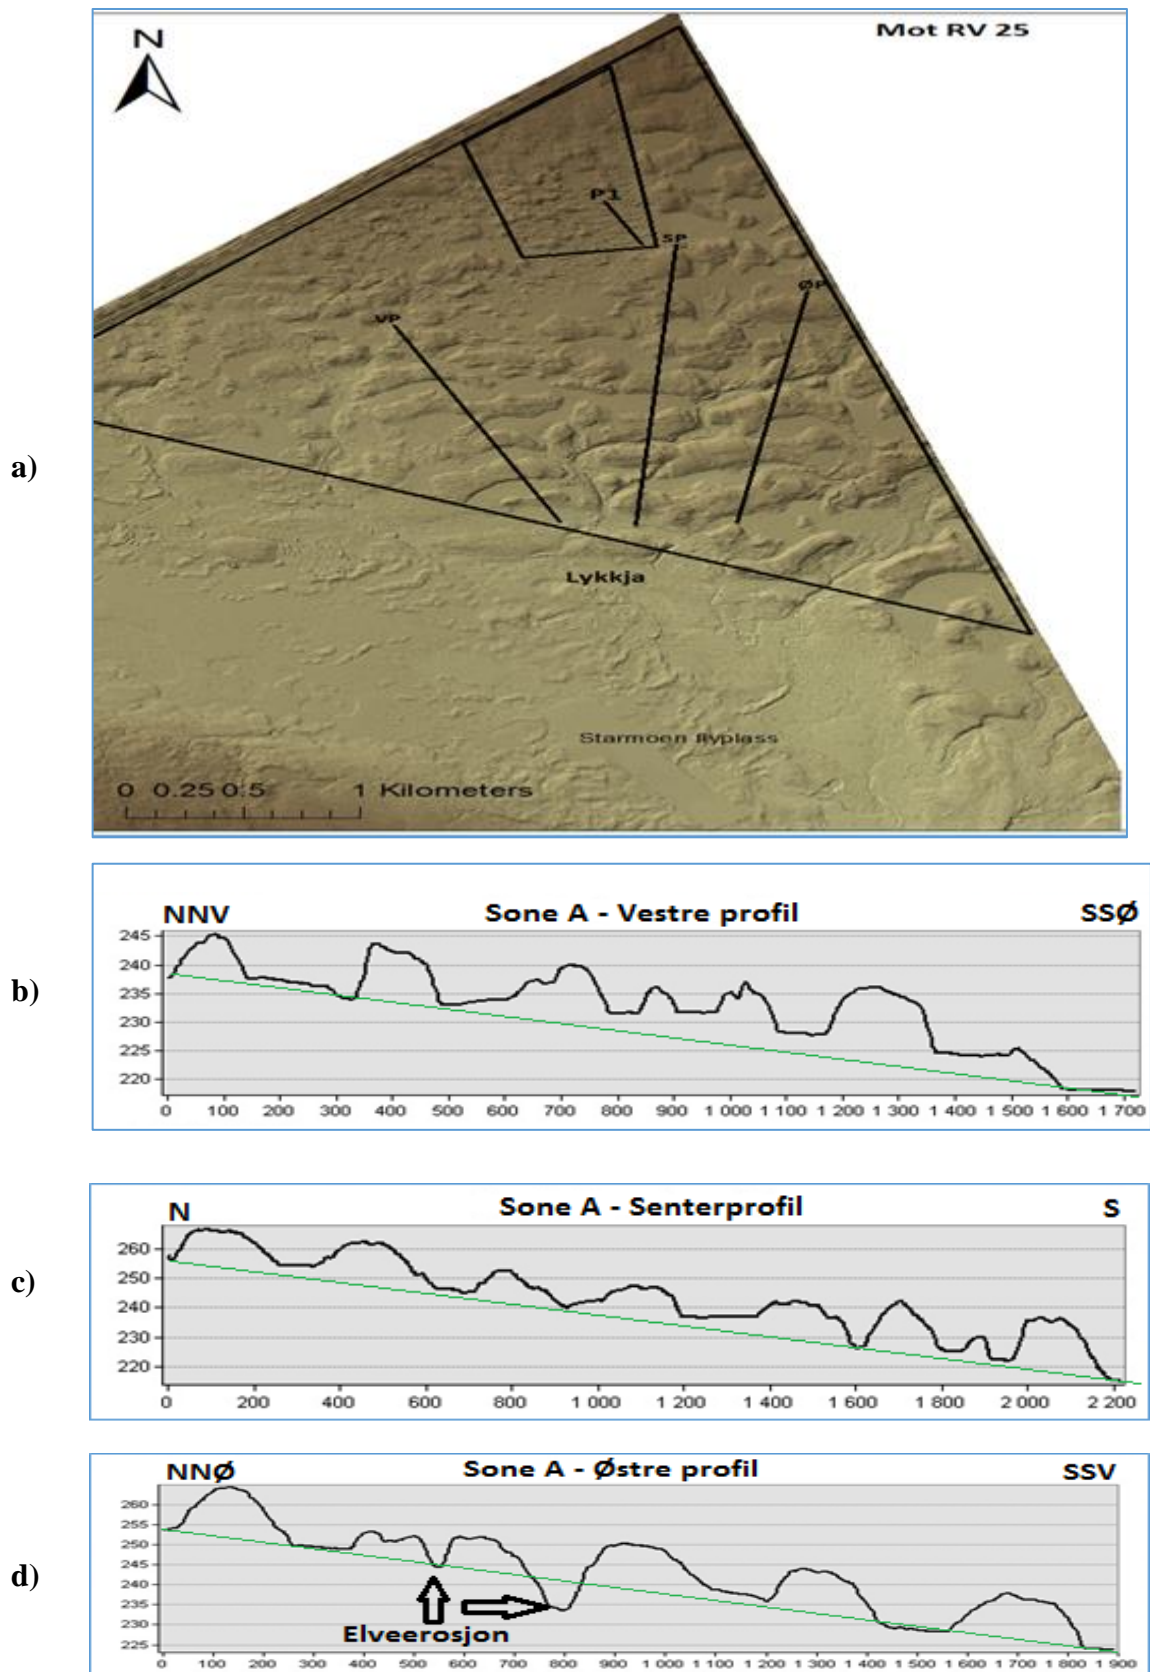 Mot RV 25
N
P1
SP
ØP
VP
a)
Lykkja
Starmoen flyplass
0 0.25 0.5 1 Kilometers
NNV Sone A - Vestre profil SSØ
b)
245
240
235
230
225
220
0 100 200 300 400 500 600 700 800 900 1 000 1 100 1 200 1 300 1 400 1 500 1 600 1 700
N Sone A - Senterprofil S
c)
260
250
240
230
220
0 200 400 600 800 1 000 1 200 1 400 1 600 1 800 2 000 2 200
NNØ Sone A - Østre profil SSV
d)
260
255
250
245
240
235
230
225
Elveerosjon
0 100 200 300 400 500 600 700 800 900 1 000 1 100 1 200 1 300 1 400 1 500 1 600 1 700 1 800 1 900